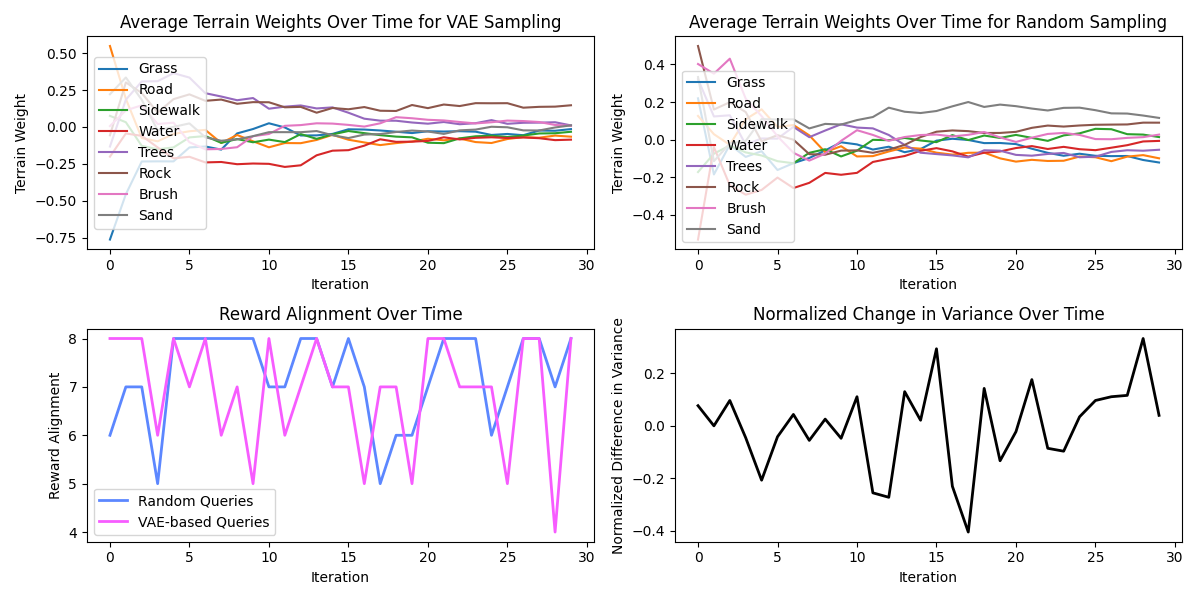 Average Terrain Weights Over Time for VAE Sampling
Terrain Weight
0.50
0.25
0.00
−0.25
−0.50
−0.75
Grass
Road
Sidewalk
Water
Trees
Rock
Brush
Sand
0 5 10 15 20 25 30
Iteration
Average Terrain Weights Over Time for Random Sampling
Terrain Weight
0.4
0.2
0.0
−0.2
−0.4
Grass
Road
Sidewalk
Water
Trees
Rock
Brush
Sand
0 5 10 15 20 25 30
Iteration
Reward Alignment Over Time
Reward Alignment
8
7
6
5
4
Random Queries
VAE-based Queries
0 5 10 15 20 25 30
Iteration
Normalized Change in Variance Over Time
Normalized Difference in Variance
0.2
0.0
−0.2
−0.4
0 5 10 15 20 25 30
Iteration